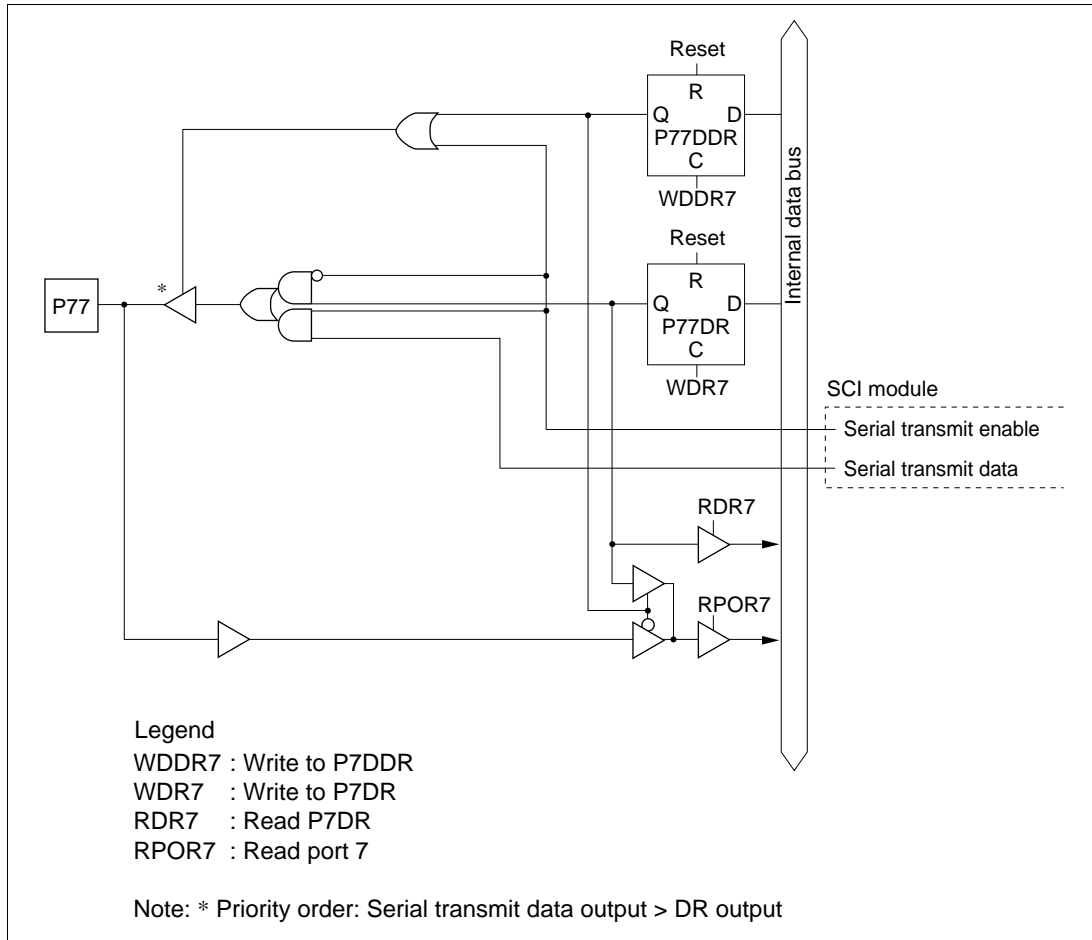 Reset
R
Q D
P77DDR
C
WDDR7
Reset
R
Q D
P77DR
C
WDR7
Internal data bus
P77
*
SCI module
Serial transmit enable
Serial transmit data
RDR7
RPOR7
Legend
WDDR7 : Write to P7DDR
WDR7 : Write to P7DR
RDR7 : Read P7DR
RPOR7 : Read port 7
Note: * Priority order: Serial transmit data output > DR output